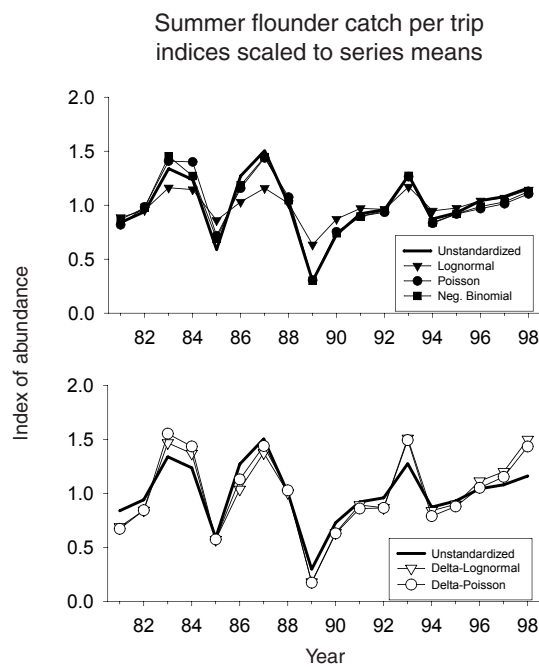 Summer flounder catch per trip
indices scaled to series means
2.0
1.5
1.0
0.5
0.0
Unstandardized
Lognormal
Poisson
Neg. Binomial
82 84 86 88 90 92 94 96 98
Index of abundance
2.0
1.5
1.0
0.5
0.0
Unstandardized
Delta-Lognormal
Delta-Poisson
82 84 86 88 90 92 94 96 98
Year